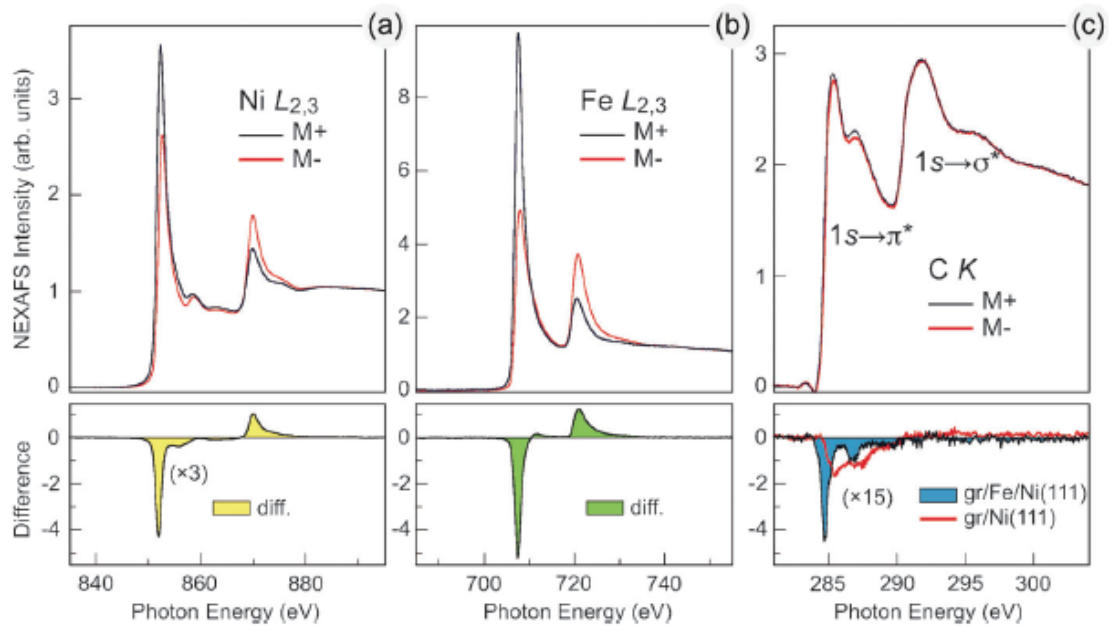 (a)
(b)
(c)
NEXAFS Intensity (arb. units)
3
2
1
0
Ni L2,3
M+
M-
8
6
4
2
0
Fe L2,3
M+
M-
3
2
1
0
1s→π*
1s→σ*
C K
M+
M-
Difference
0
-2
-4
(×3)
diff.
diff.
0
-1
-2
-3
-4
(×15)
gr/Fe/Ni(111)
gr/Ni(111)
840 860 880
700 720 740
285 290 295 300
Photon Energy (eV)
Photon Energy (eV)
Photon Energy (eV)